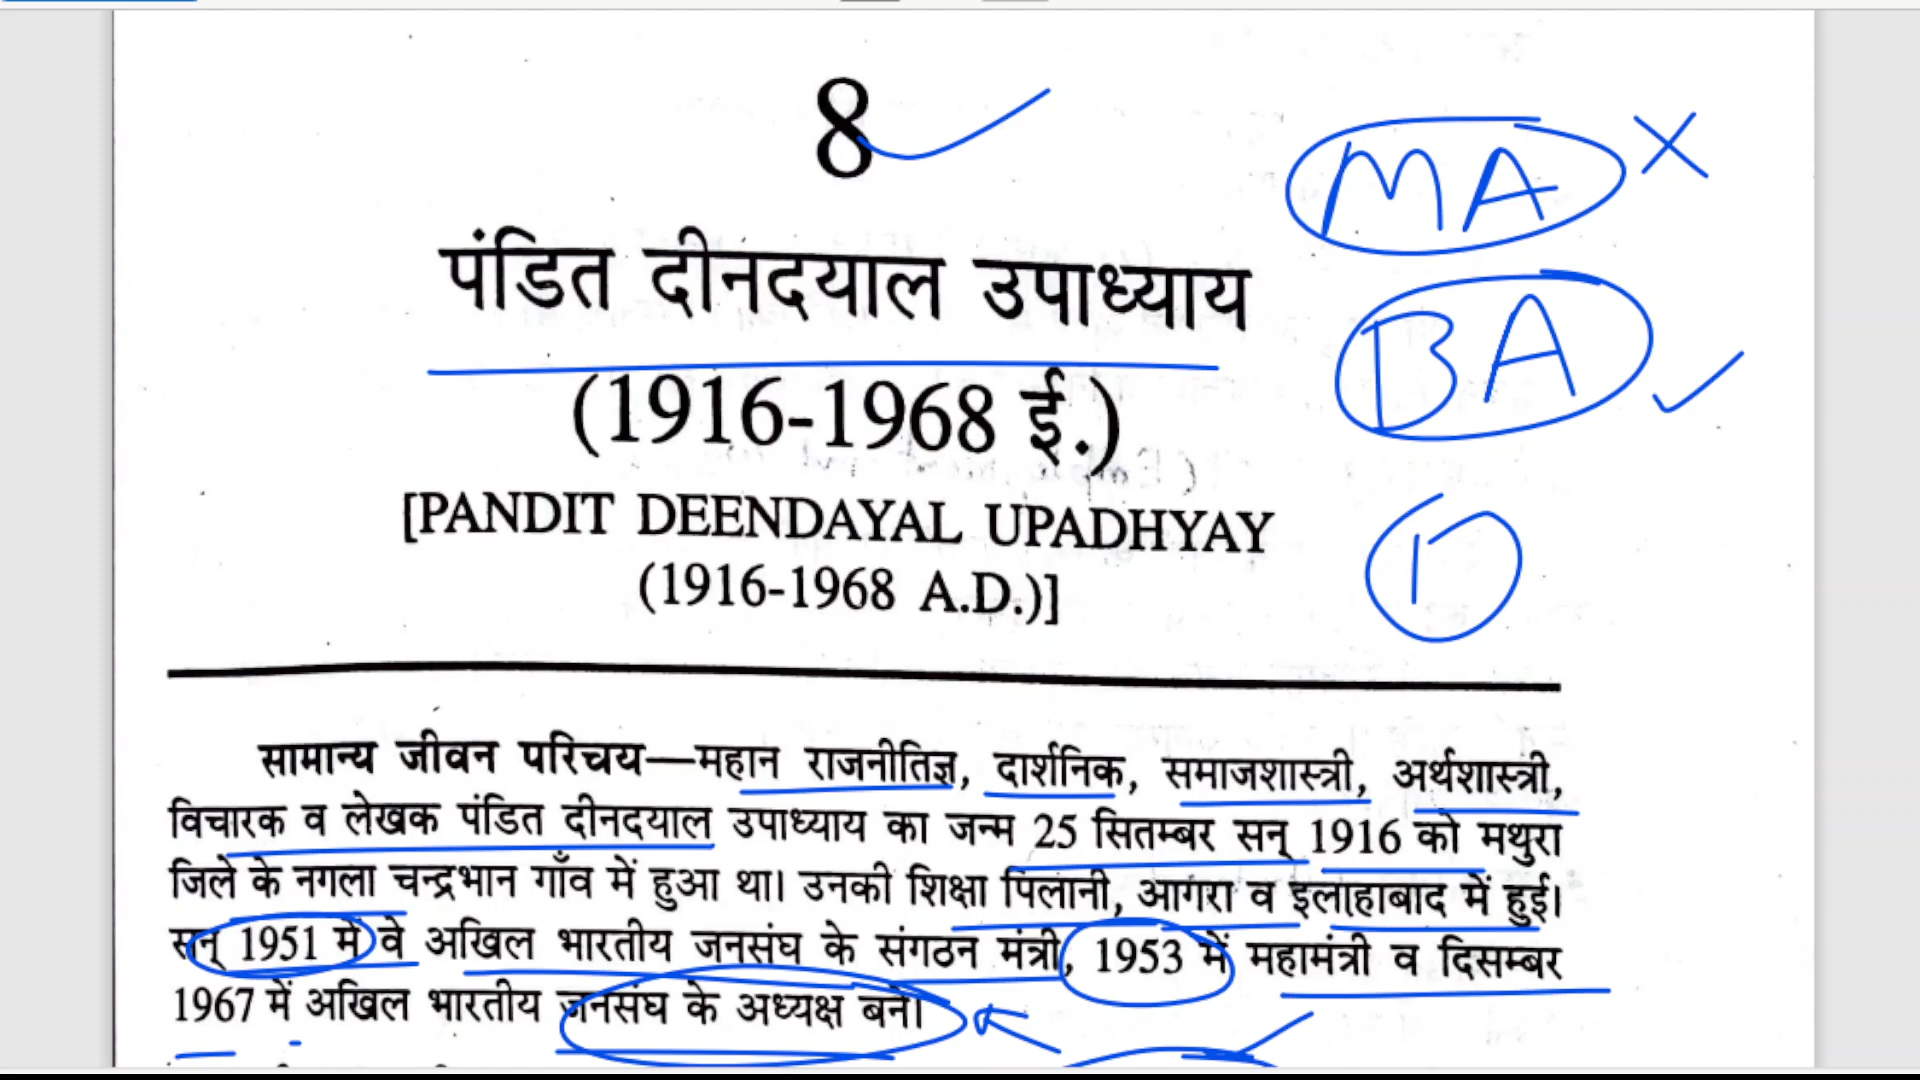 8
MA
BA
पंडित दीनदयाल उपाध्याय
(1916-1968 ई.)
[PANDIT DEENDAYAL UPADHYAY
(1916-1968 A.D.)]
सामान्य जीवन परिचय—महान राजनीतिज्ञ, दार्शनिक, समाजशास्त्री, अर्थशास्त्री,
विचारक व लेखक पंडित दीनदयाल उपाध्याय का जन्म 25 सितम्बर सन् 1916 को मथुरा
जिले के नगला चन्द्रभान गाँव में हुआ था। उनकी शिक्षा पिलानी, आगरा व इलाहाबाद में हुई।
सन् 1951 में वे अखिल भारतीय जनसंघ के संगठन मंत्री, 1953 में महामंत्री व दिसम्बर
1967 में अखिल भारतीय जनसंघ के अध्यक्ष बने।